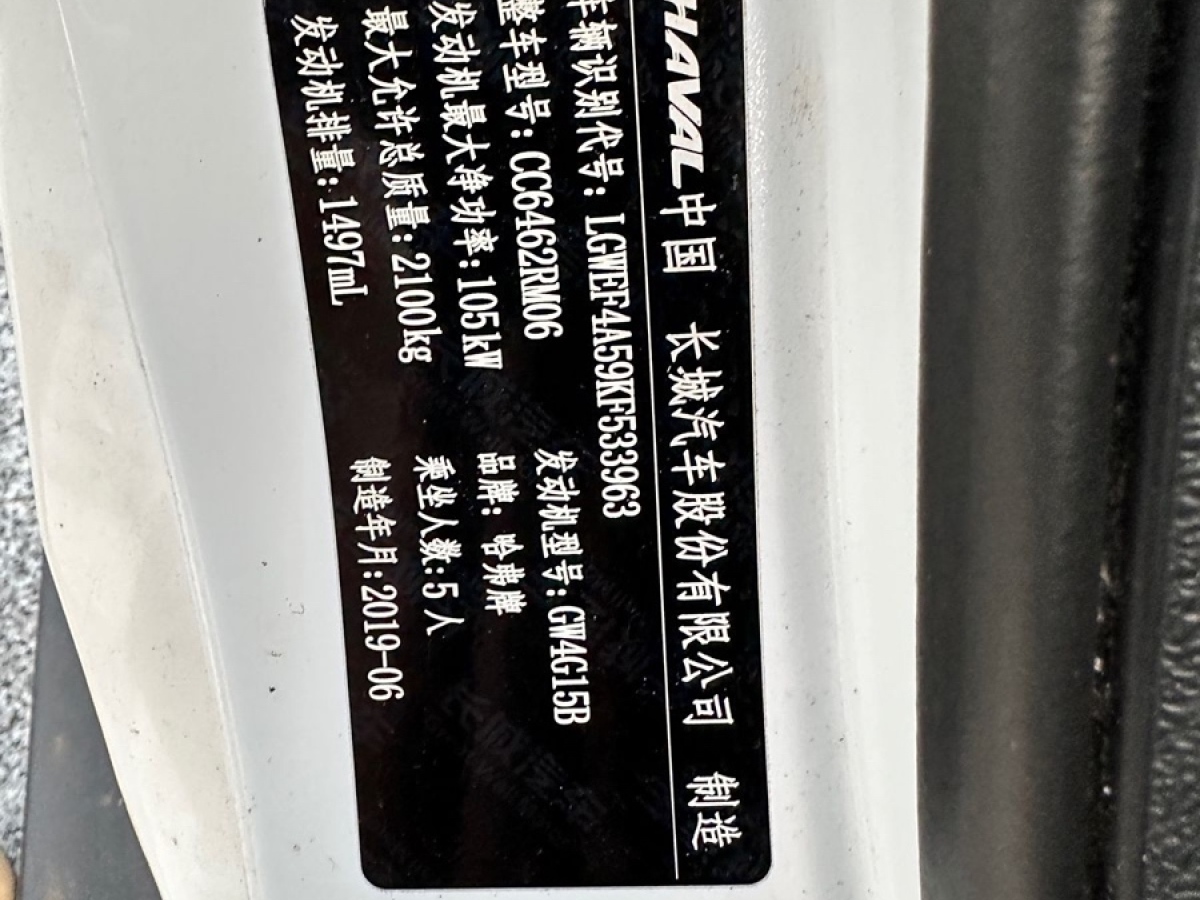 HAVAL 中国 长城汽车股份有限公司 制造
车辆识别代号：LGWEF4A59KF533963
整车型号：CC6462RM06 发动机型号：GW4G15B
发动机最大净功率：105kW 品牌：哈弗牌
最大允许总质量：2100kg 乘坐人数：5人
发动机排量：1497mL 制造年月：2019-06